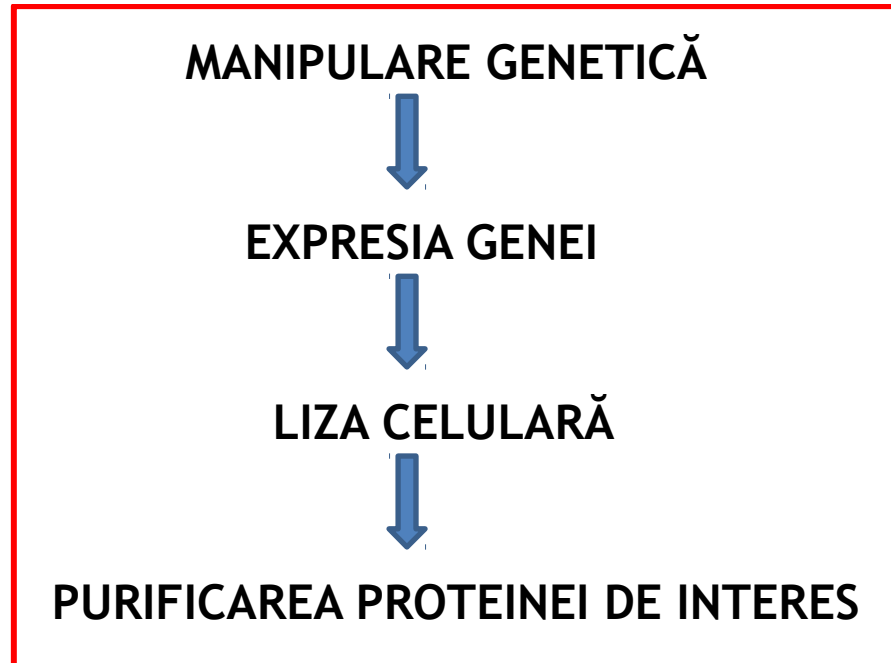 MANIPULARE GENETICĂ
EXPRESIA GENEI
LIZA CELULARĂ
PURIFICAREA PROTEINEI DE INTERES